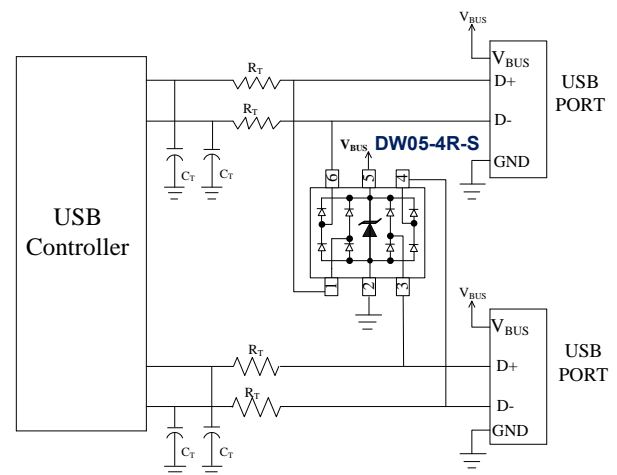 V_BUS
V_BUS
R_T
D+
USB
PORT
R_T
D-
V_BUS DW05-4R-S
GND
C_T C_T
6 5 4
USB
Controller
1 2 3
V_BUS
V_BUS
R_T
D+
USB
PORT
R_T
D-
GND
C_T C_T